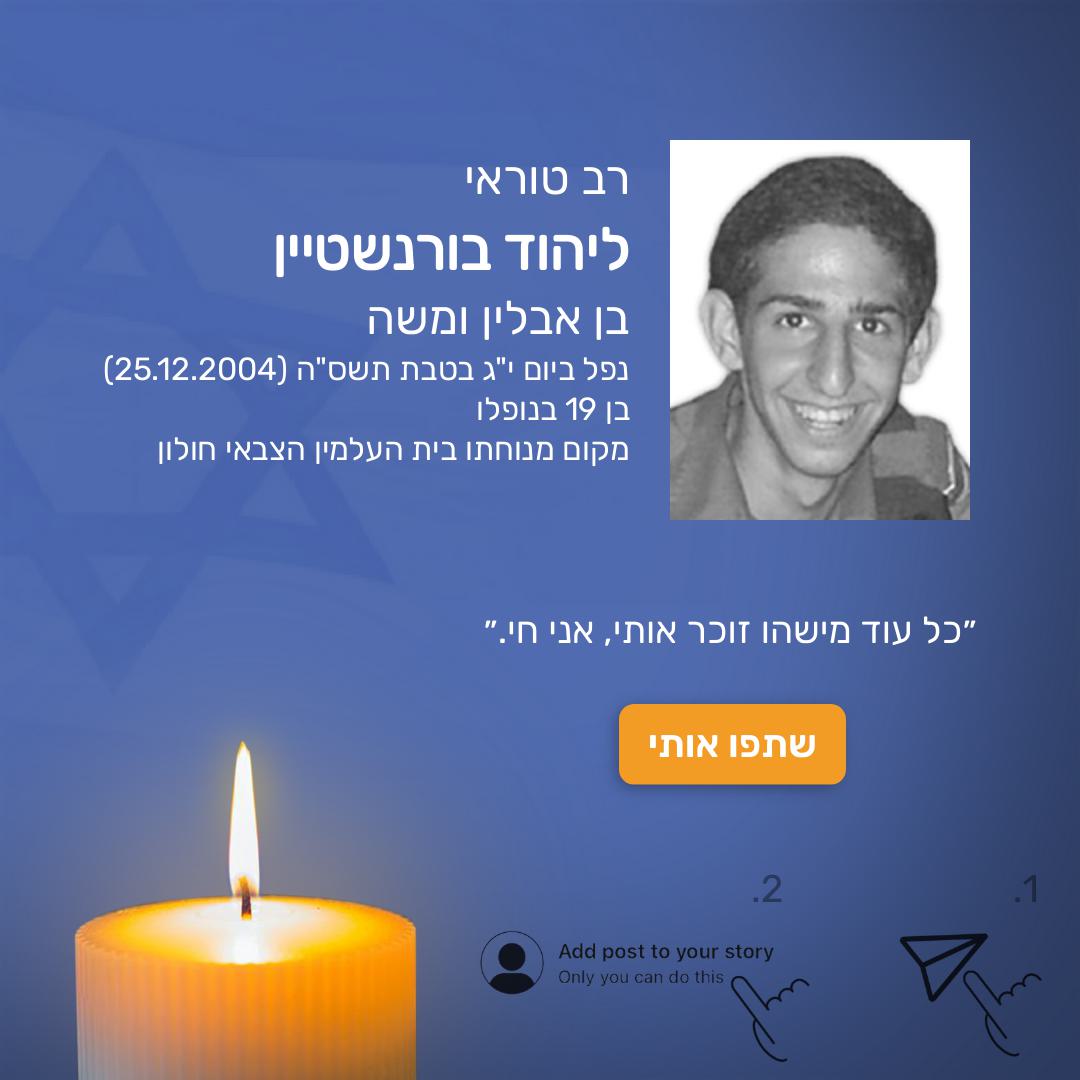 רב טוראי
ליהוד בורנשטיין
בן אבלין ומשה
נפל ביום י"ג בטבת תשס"ה (25.12.2004)
בן 19 בנופלו
מקום מנוחתו בית העלמין הצבאי חולון
״כל עוד מישהו זוכר אותי, אני חי.״
שתפו אותי
1.
2.
Add post to your story
Only you can do this